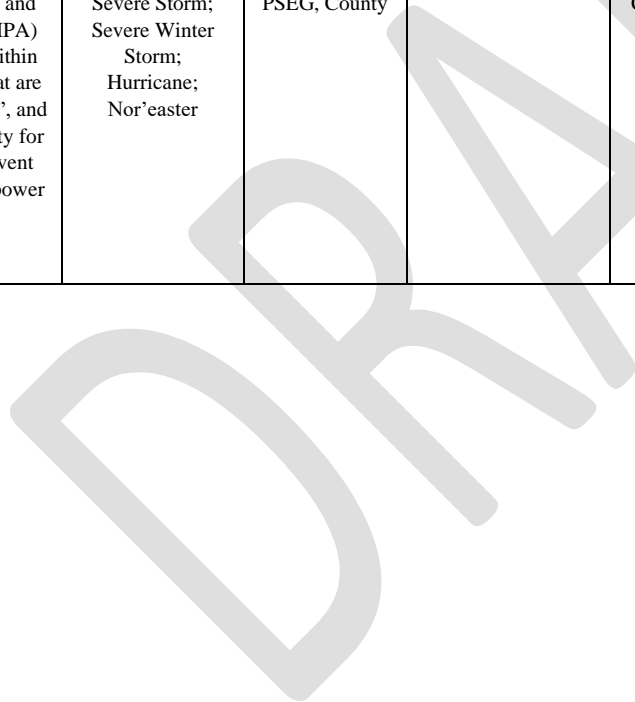 and
IPA)
ithin
at are
”, and
ty for
vent
power
Severe Storm;
Severe Winter
Storm;
Hurricane;
Nor’easter
PSEG, County
DRA